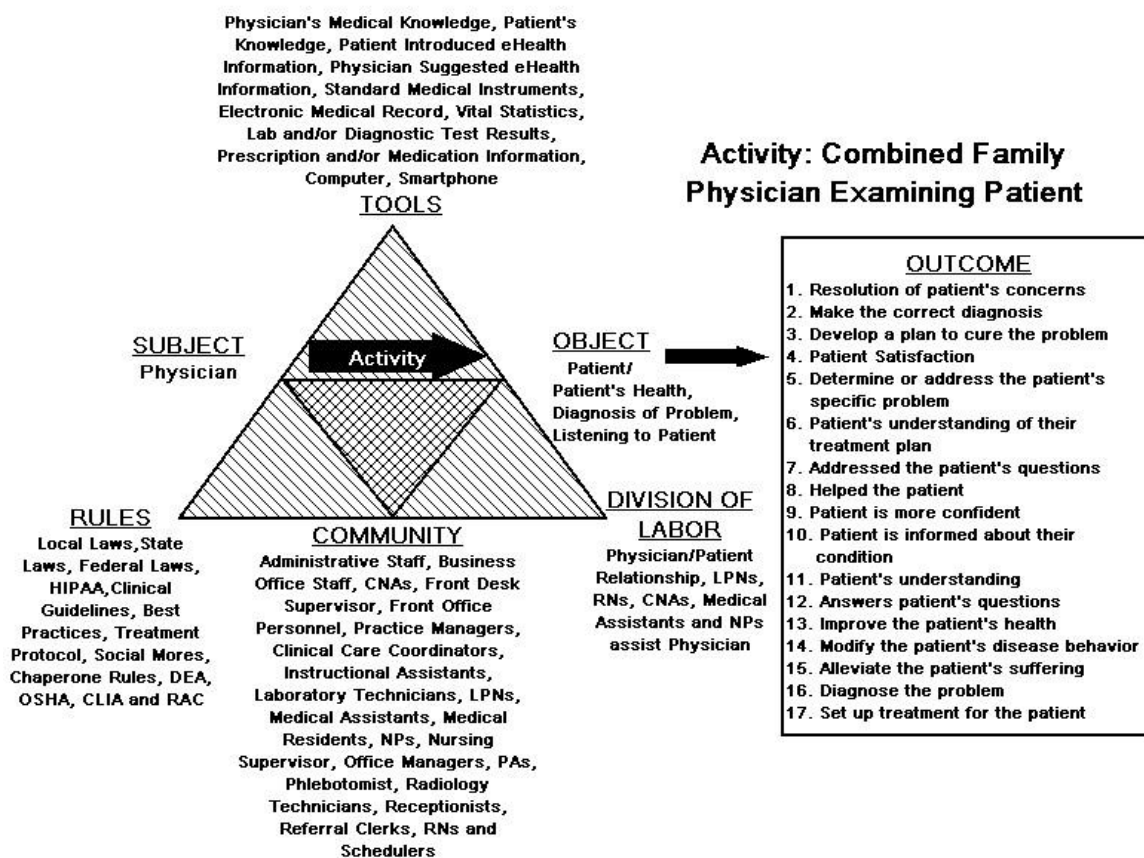 Physician's Medical Knowledge, Patient's
Knowledge, Patient Introduced eHealth
Information, Physician Suggested eHealth
Information, Standard Medical Instruments,
Electronic Medical Record, Vital Statistics,
Lab and/or Diagnostic Test Results,
Prescription and/or Medication Information,
Computer, Smartphone
TOOLS
Activity: Combined Family
Physician Examining Patient
SUBJECT
Physician
Activity
OBJECT
Patient/
Patient's Health,
Diagnosis of Problem,
Listening to Patient
OUTCOME
1. Resolution of patient's concerns
2. Make the correct diagnosis
3. Develop a plan to cure the problem
4. Patient Satisfaction
5. Determine or address the patient's
specific problem
6. Patient's understanding of their
treatment plan
7. Addressed the patient's questions
8. Helped the patient
9. Patient is more confident
10. Patient is informed about their
condition
11. Patient's understanding
12. Answers patient's questions
13. Improve the patient's health
14. Modify the patient's disease behavior
15. Alleviate the patient's suffering
16. Diagnose the problem
17. Set up treatment for the patient
RULES
Local Laws,State
Laws, Federal Laws,
HIPAA,Clinical
Guidelines, Best
Practices, Treatment
Protocol, Social Mores,
Chaperone Rules, DEA,
OSHA, CLIA and RAC
COMMUNITY
Administrative Staff, Business
Office Staff, CNAs, Front Desk
Supervisor, Front Office
Personnel, Practice Managers,
Clinical Care Coordinators,
Instructional Assistants,
Laboratory Technicians, LPNs,
Medical Assistants, Medical
Residents, NPs, Nursing
Supervisor, Office Managers, PAs,
Phlebotomist, Radiology
Technicians, Receptionists,
Referral Clerks, RNs and
Schedulers
DIVISION OF
LABOR
Physician/Patient
Relationship, LPNs,
RNs, CNAs, Medical
Assistants and NPs
assist Physician